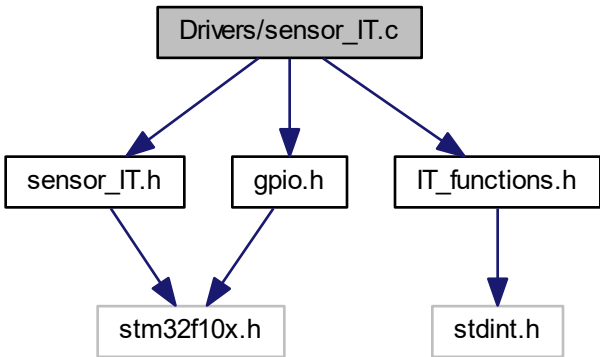 Drivers/sensor_IT.c
sensor_IT.h
gpio.h
IT_functions.h
stm32f10x.h
stdint.h